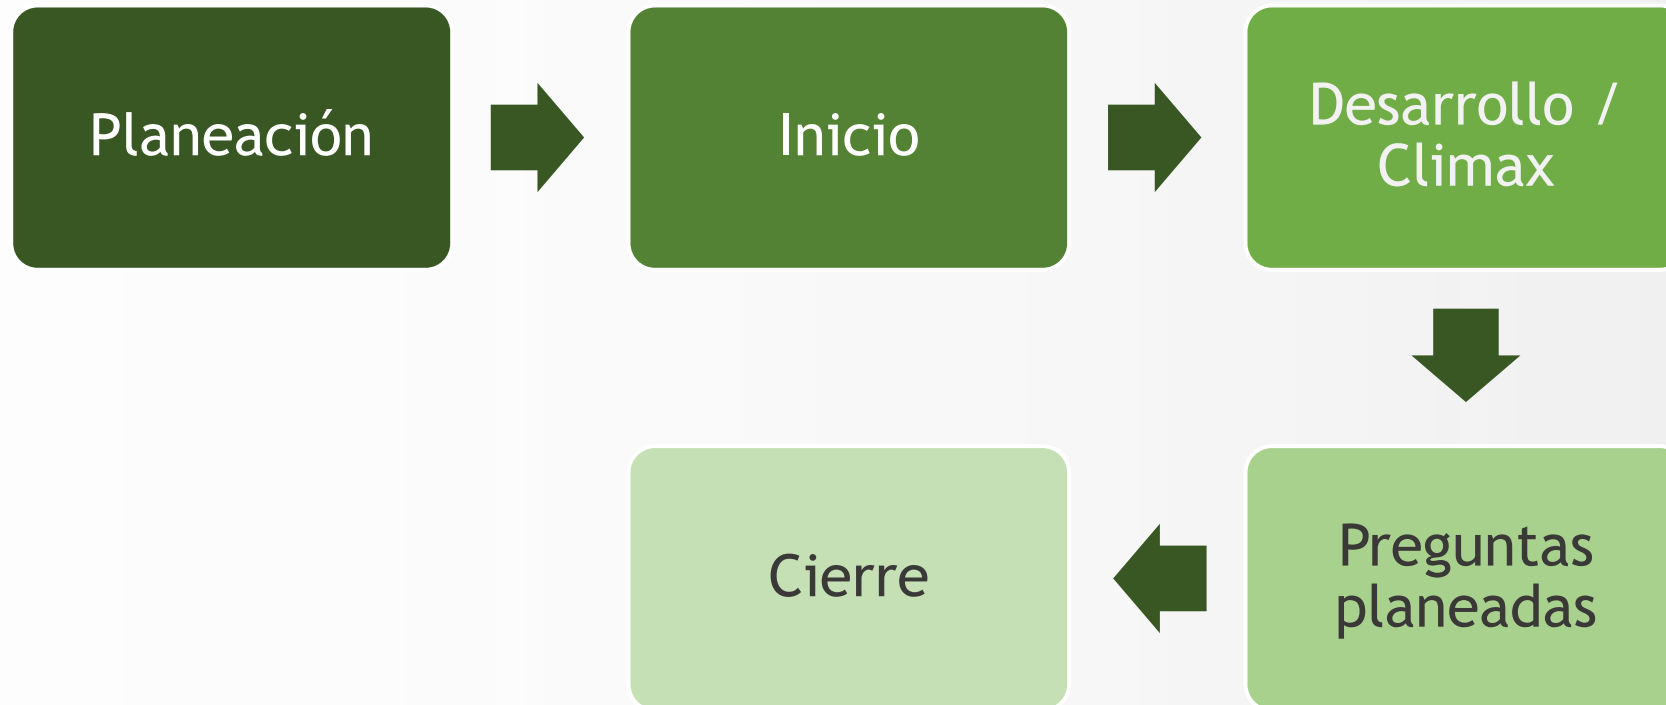 Planeación
Inicio
Desarrollo /
Climax
Preguntas
planeadas
Cierre